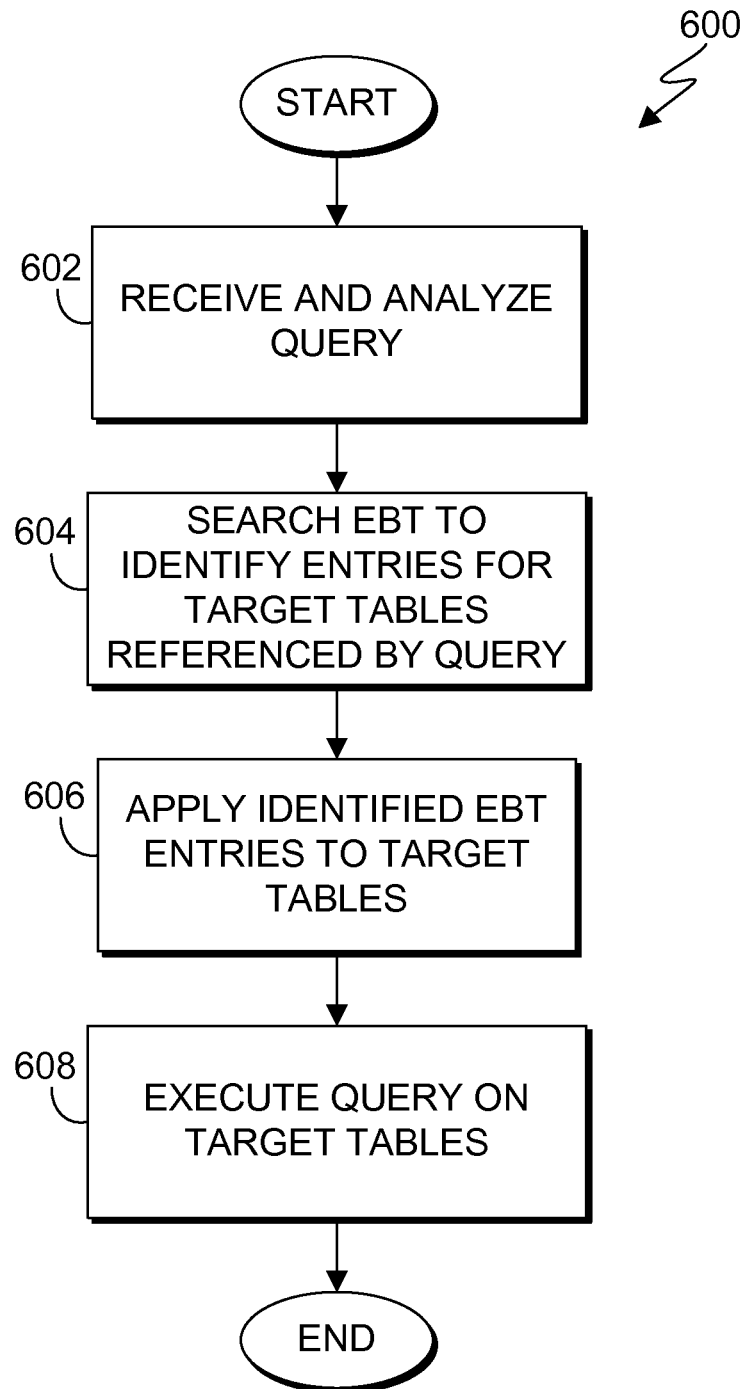 600
START
602
RECEIVE AND ANALYZE
QUERY
604
SEARCH EBT TO
IDENTIFY ENTRIES FOR
TARGET TABLES
REFERENCED BY QUERY
606
APPLY IDENTIFIED EBT
ENTRIES TO TARGET
TABLES
608
EXECUTE QUERY ON
TARGET TABLES
END